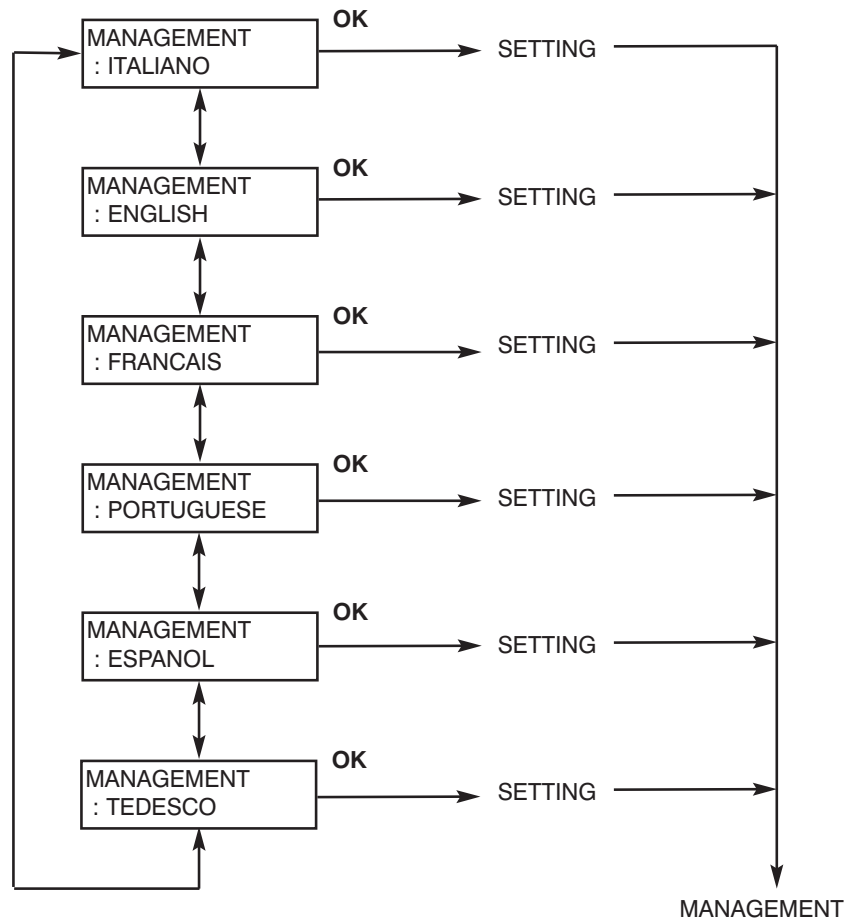 OK
MANAGEMENT
: ITALIANO
SETTING
OK
MANAGEMENT
: ENGLISH
SETTING
OK
MANAGEMENT
: FRANCAIS
SETTING
OK
MANAGEMENT
: PORTUGUESE
SETTING
OK
MANAGEMENT
: ESPANOL
SETTING
OK
MANAGEMENT
: TEDESCO
SETTING
MANAGEMENT